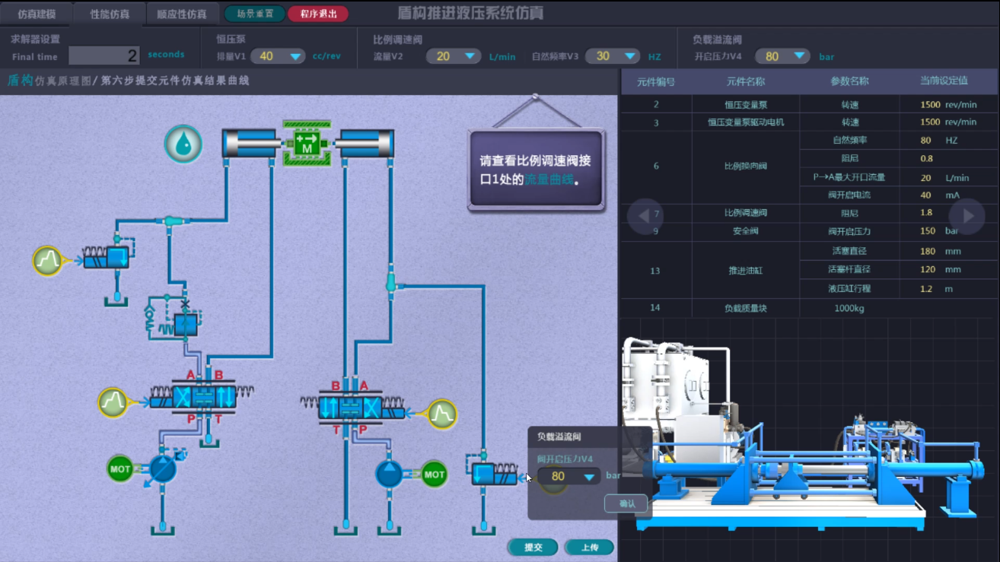 仿真建模 性能仿真 顺应性仿真 场景重置 程序退出 盾构推进液压系统仿真
求解器设置 恒压泵 比例调速阀 负载溢流阀
Final time 2 seconds 排量V1 40 cc/rev 流量V2 20 L/min 自然频率V3 30 HZ 开启压力V4 80 bar
盾构仿真原理图/ 第六步提交元件仿真结果曲线
请查看比例调速阀接
口1处的流量曲线。
A B
P T
B A
T P
MOT
MOT
M
负载溢流阀
阀开启压力V4
80 bar
确认
提交 上传
元件编号 元件名称 参数名称 当前设定值
2 恒压变量泵 转速 1500 rev/min
3 恒压变量泵驱动电机 转速 1500 rev/min
6 比例换向阀 自然频率 80 HZ
阻尼 0.8
P→A最大开口流量 20 L/min
阀开启电流 40 mA
7 比例调速阀 阻尼 1.8
9 安全阀 阀开启压力 150 bar
13 推进油缸 活塞直径 180 mm
活塞杆直径 120 mm
液压缸行程 1.2 m
14 负载质量块 1000kg